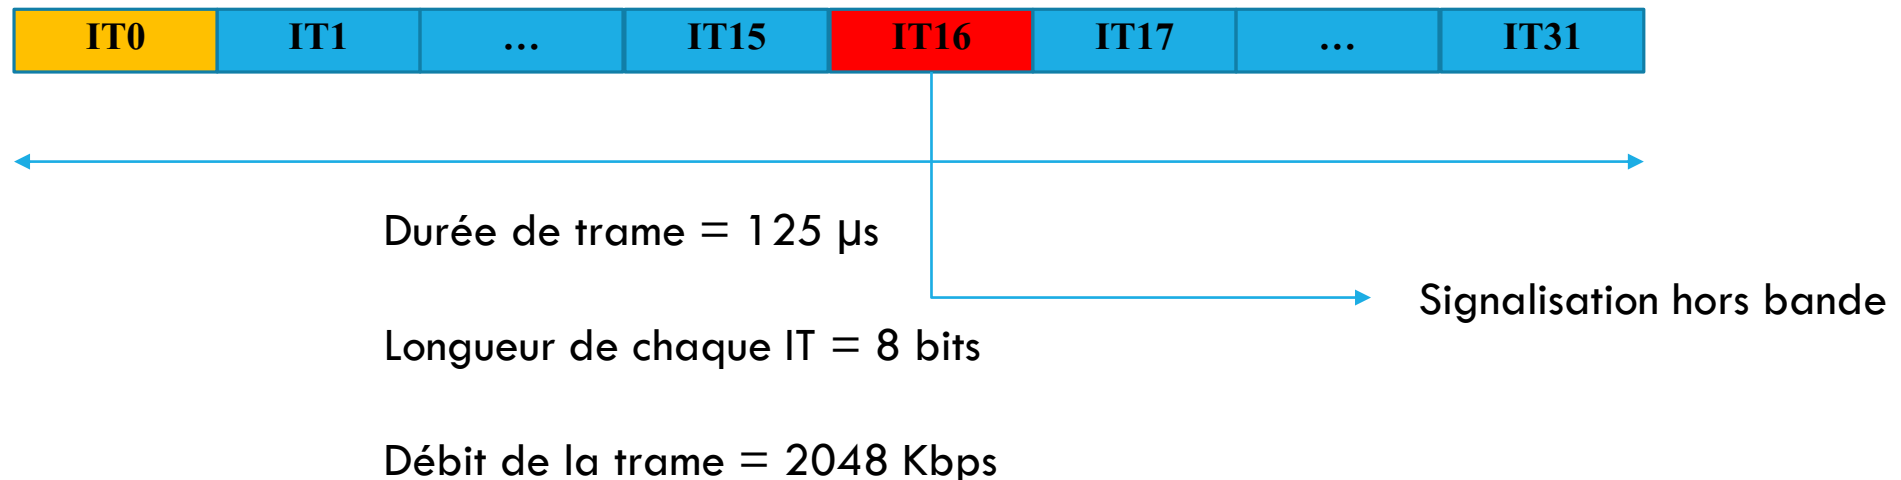 IT0 IT1 ... IT15 IT16 IT17 ... IT31
Durée de trame = 125 µs
Signalisation hors bande
Longueur de chaque IT = 8 bits
Débit de la trame = 2048 Kbps